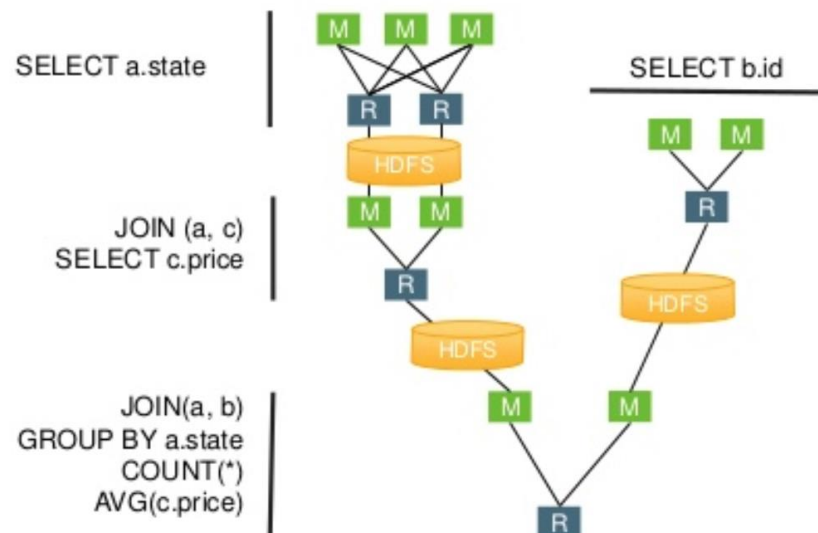 M M M
SELECT a.state
SELECT b.id
R R
M M
HDFS
M M
R
JOIN (a, c)
SELECT c.price
R
HDFS
HDFS
JOIN(a, b)
GROUP BY a.state
COUNT(*)
AVG(c.price)
M M
R